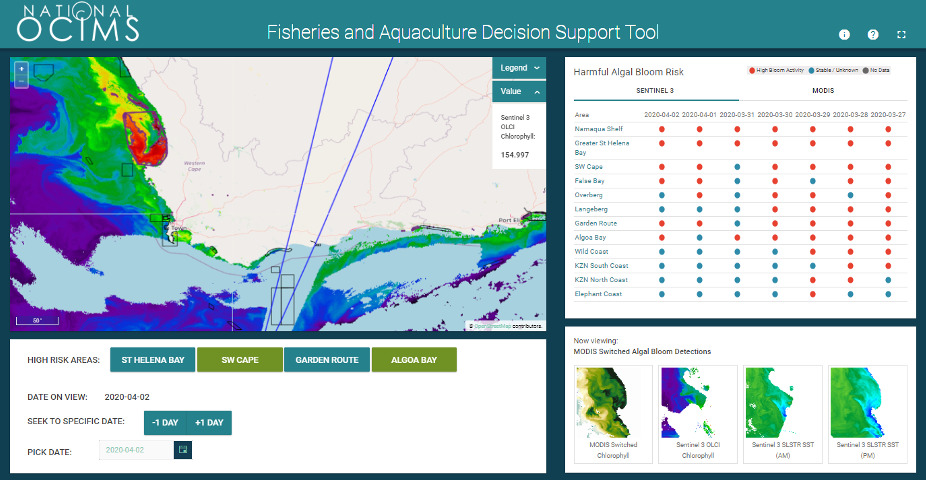 NATIONAL
OCIMS
Fisheries and Aquaculture Decision Support Tool
+
−
Western
Cape
Town
Port El
50°
Legend
Value
Sentinel 3
OLCI
Chlorophyll:
154.997
© OpenStreetMap contributors.
HIGH RISK AREAS:
ST HELENA BAY
SW CAPE
GARDEN ROUTE
ALGOA BAY
DATE ON VIEW: 2020-04-02
SEEK TO SPECIFIC DATE: -1 DAY +1 DAY
PICK DATE: 2020-04-02
Harmful Algal Bloom Risk
High Bloom Activity Stable / Unknown No Data
SENTINEL 3 MODIS
Area 2020-04-02 2020-04-01 2020-03-31 2020-03-30 2020-03-29 2020-03-28 2020-03-27
Namaqua Shelf
Greater St Helena
Bay
SW Cape
False Bay
Overberg
Langeberg
Garden Route
Algoa Bay
Wild Coast
KZN South Coast
KZN North Coast
Elephant Coast
Now viewing:
MODIS Switched Algal Bloom Detections
MODIS Switched
Chlorophyll
Sentinel 3 OLCI
Chlorophyll
Sentinel 3 SLSTR SST
(AM)
Sentinel 3 SLSTR SST
(PM)